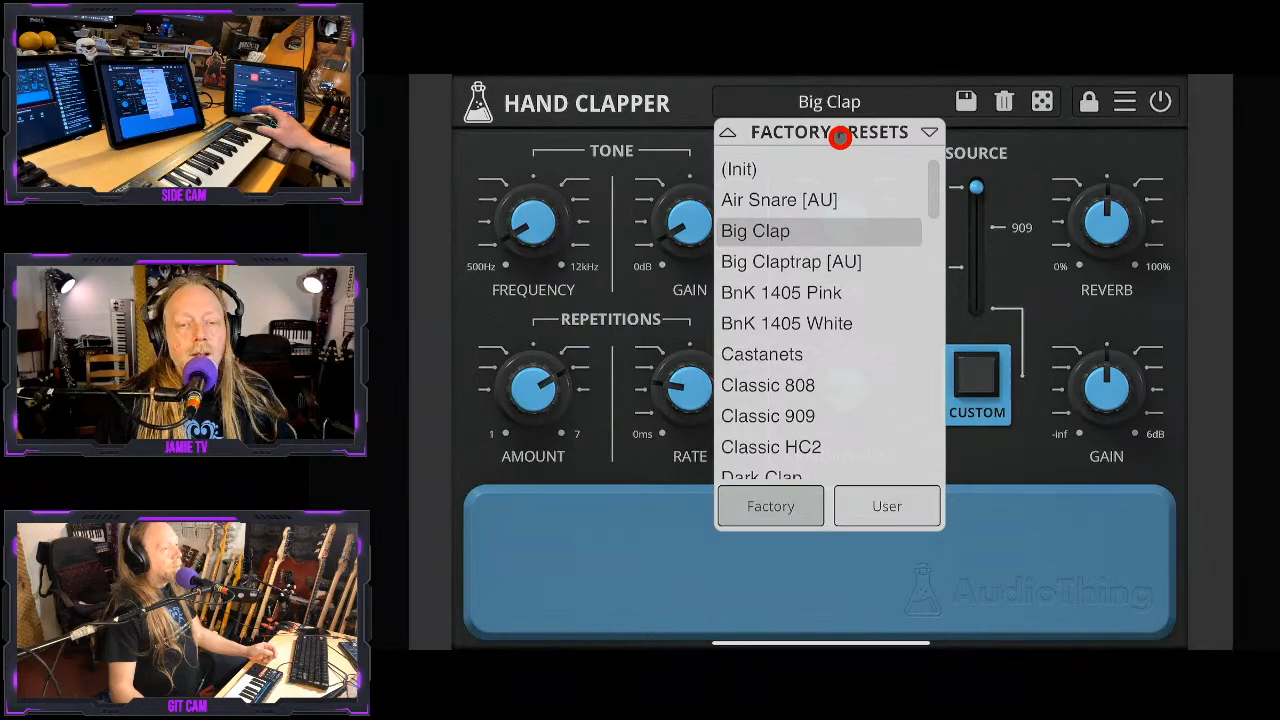 SIDE CAM
JAMIE TV
GIT CAM
HAND CLAPPER
Big Clap
FACTORY PRESETS
(Init)
Air Snare [AU]
Big Clap
Big Claptrap [AU]
BnK 1405 Pink
BnK 1405 White
Castanets
Classic 808
Classic 909
Classic HC2
Dark Clap
Factory
User
TONE
500Hz
12kHz
FREQUENCY
0dB
GAIN
REPETITIONS
1
7
AMOUNT
0ms
RATE
SOURCE
909
CUSTOM
0%
100%
REVERB
-inf
6dB
GAIN
AudioThing